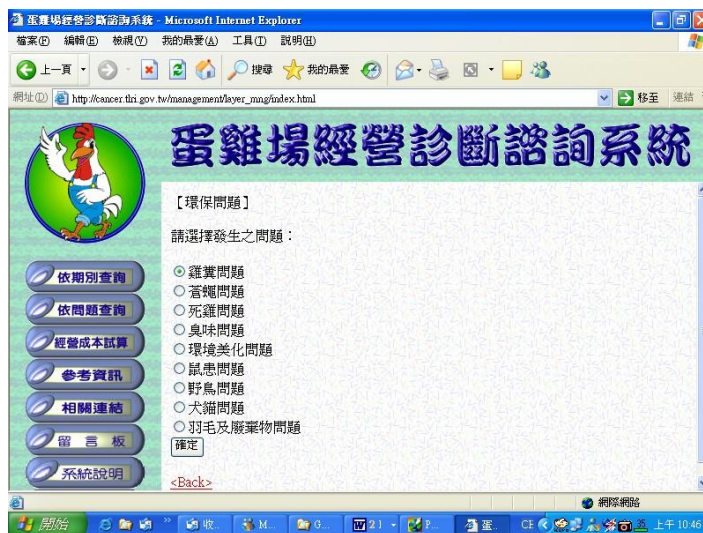 蛋雞場經營診斷諮詢系統 - Microsoft Internet Explorer
檔案(F) 編輯(E) 檢視(V) 我的最愛(A) 工具(T) 說明(H)
上一頁 搜尋 我的最愛
網址(D) http://cancer.tlri.gov.tw/management/layer_mng/index.html 移至 連結
蛋雞場經營診斷諮詢系統
【環保問題】
請選擇發生之問題：
雞糞問題
蒼蠅問題
死雞問題
臭味問題
環境美化問題
鼠患問題
野鳥問題
犬貓問題
羽毛及廢棄物問題
確定
<Back>
依期別查詢
依問題查詢
經營成本試算
參考資訊
相關連結
留言板
系統說明
網際網路
開始 收... M... G... W 21 P... 蛋... CH 上午 10:46